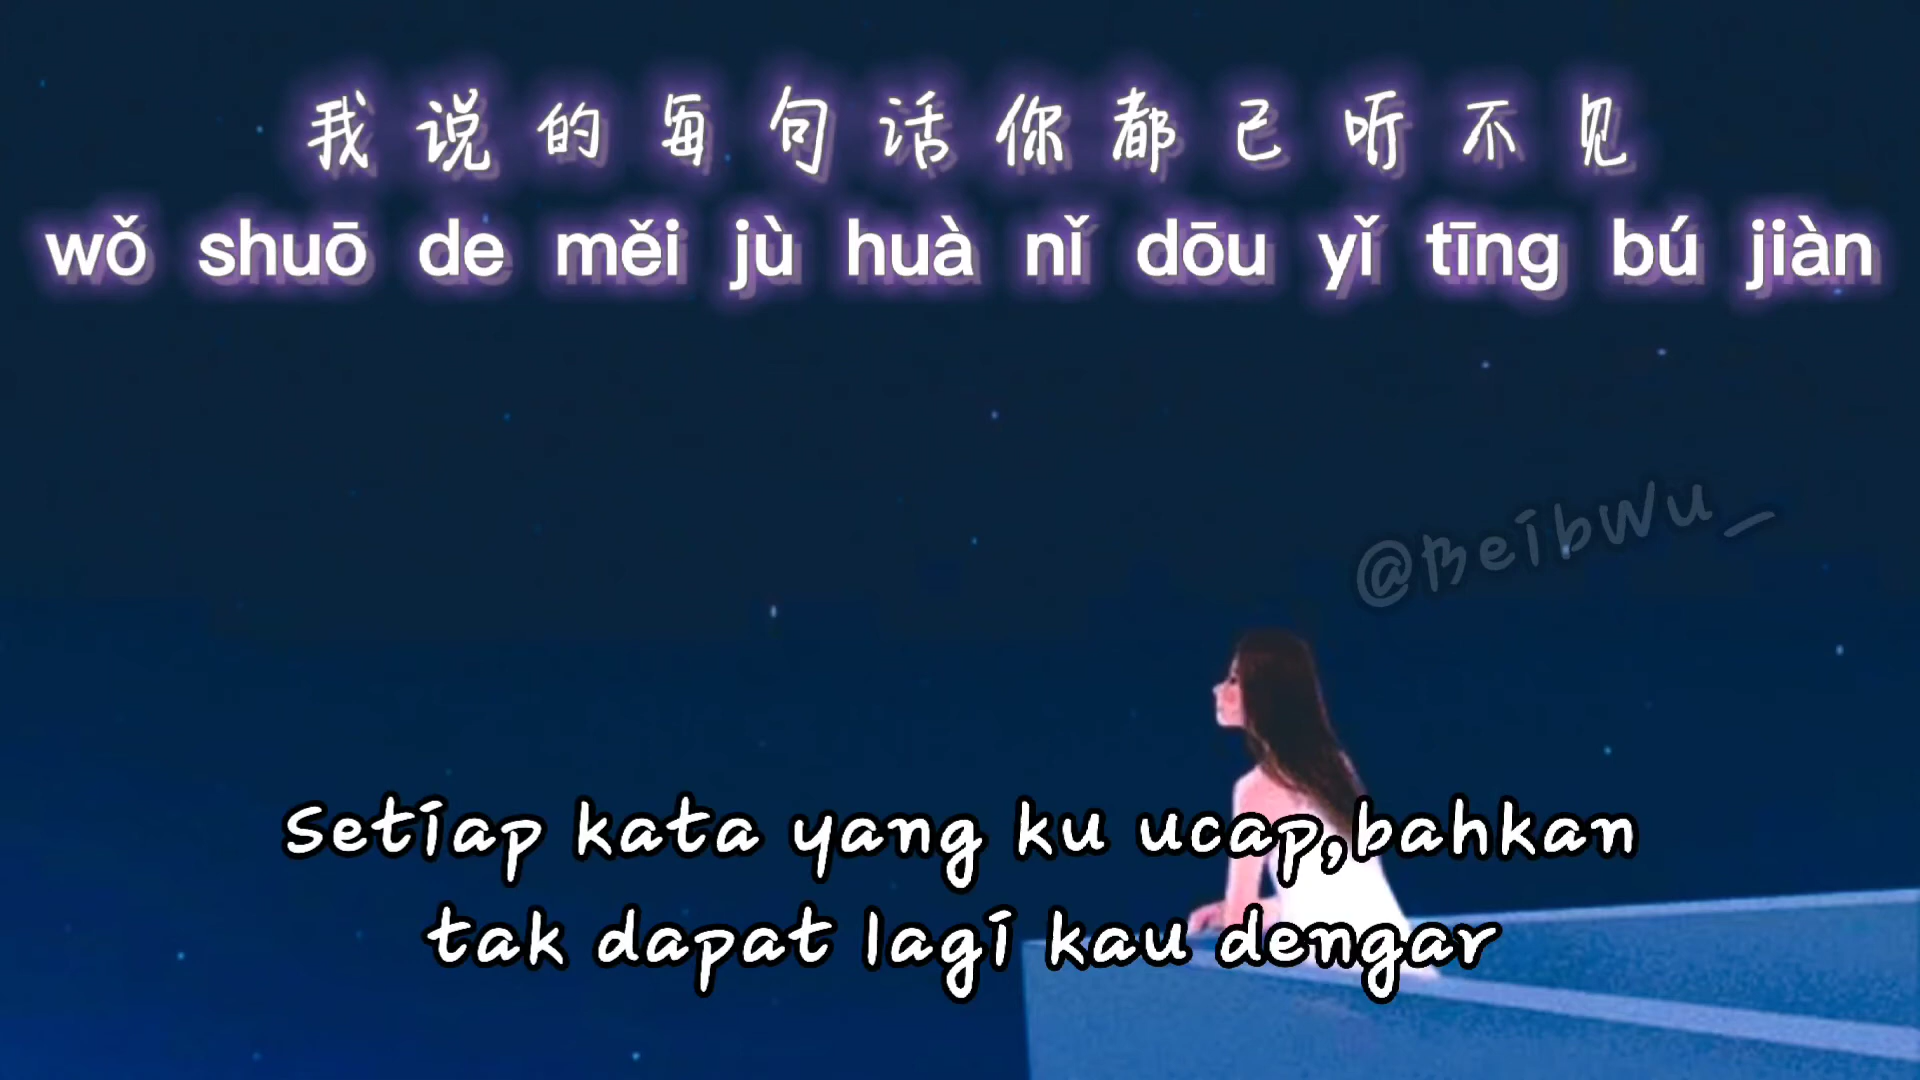 我说的每句话你都已听不见
wǒ shuō de měi jù huà nǐ dōu yǐ tīng bú jiàn
@BeibWu_
Setiap kata yang ku ucap,bahkan
tak dapat lagi kau dengar